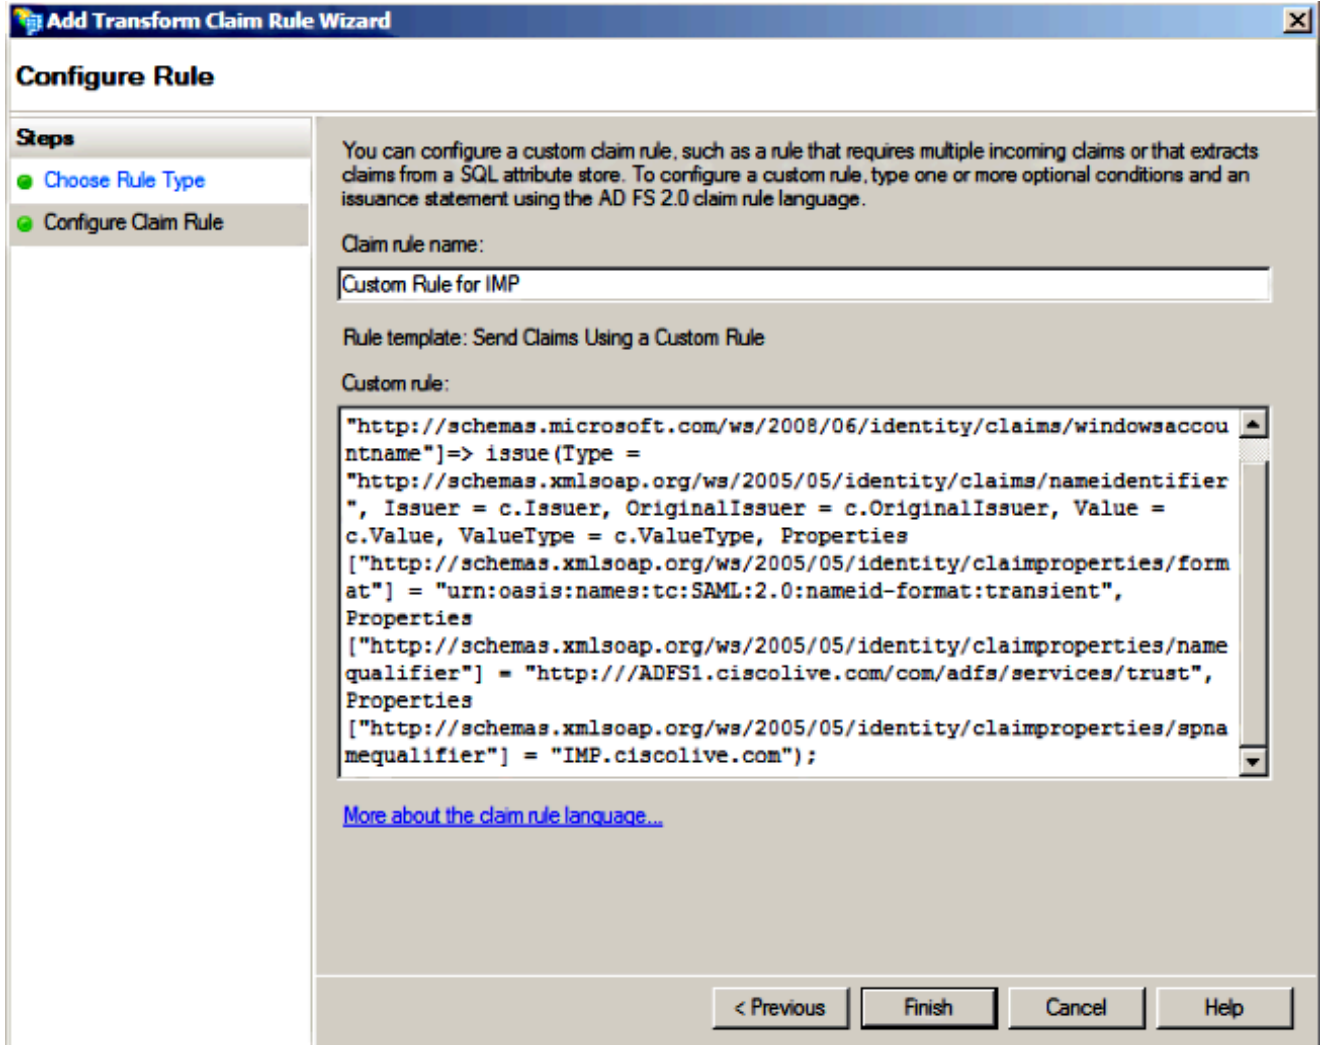 Add Transform Claim Rule Wizard
Configure Rule
Steps
Choose Rule Type
Configure Claim Rule
You can configure a custom claim rule, such as a rule that requires multiple incoming claims or that extracts
claims from a SQL attribute store. To configure a custom rule, type one or more optional conditions and an
issuance statement using the AD FS 2.0 claim rule language.
Claim rule name:
Custom Rule for IMP
Rule template: Send Claims Using a Custom Rule
Custom rule:
"http://schemas.microsoft.com/ws/2008/06/identity/claims/windowsaccou
ntname"]=> issue(Type =
"http://schemas.xmlsoap.org/ws/2005/05/identity/claims/nameidentifier
", Issuer = c.Issuer, OriginalIssuer = c.OriginalIssuer, Value =
c.Value, ValueType = c.ValueType, Properties
["http://schemas.xmlsoap.org/ws/2005/05/identity/claimproperties/form
at"] = "urn:oasis:names:tc:SAML:2.0:nameid-format:transient",
Properties
["http://schemas.xmlsoap.org/ws/2005/05/identity/claimproperties/name
qualifier"] = "http:///ADFS1.ciscolive.com/com/adfs/services/trust",
Properties
["http://schemas.xmlsoap.org/ws/2005/05/identity/claimproperties/spna
mequalifier"] = "IMP.ciscolive.com");
More about the claim rule language...
< Previous
Finish
Cancel
Help